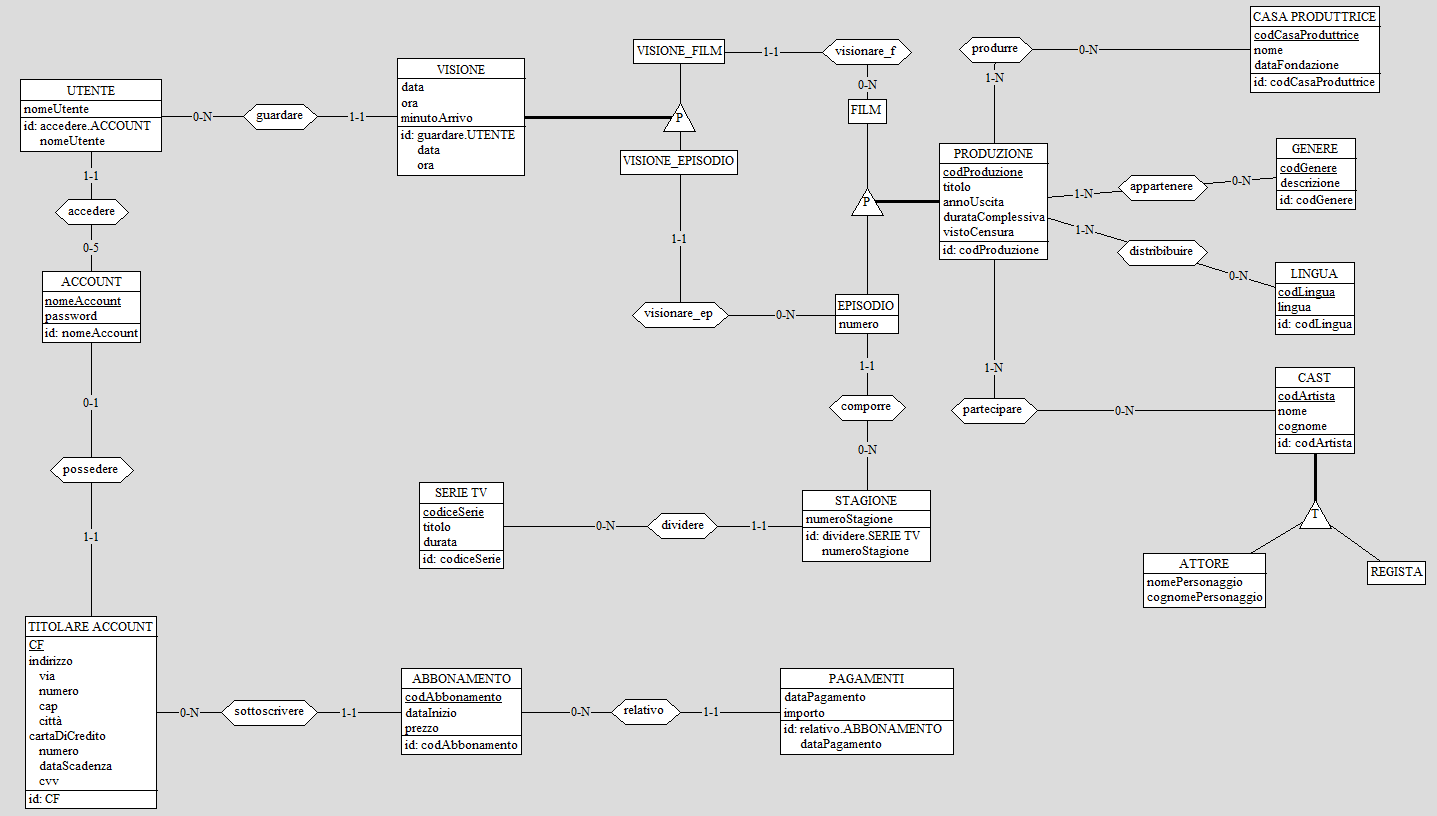 CASA PRODUTTRICE
codCasaProduttrice
nome
dataFondazione
id: codCasaProduttrice
produrre
0-N
1-N
VISIONE_FILM
1-1
visionare_f
0-N
FILM
P
VISIONE_EPISODIO
VISIONE
data
ora
minutoArrivo
id: guardare.UTENTE
data
ora
UTENTE
nomeUtente
id: accedere.ACCOUNT
nomeUtente
0-N
guardare
1-1
1-1
accedere
0-5
ACCOUNT
nomeAccount
password
id: nomeAccount
0-1
possedere
1-1
PRODUZIONE
codProduzione
titolo
annoUscita
durataComplessiva
vistoCensura
id: codProduzione
P
GENERE
codGenere
descrizione
id: codGenere
1-N
appartenere
0-N
1-N
distribibuire
0-N
LINGUA
codLingua
lingua
id: codLingua
1-1
visionare_ep
0-N
EPISODIO
numero
1-1
comporre
0-N
1-N
partecipare
0-N
CAST
codArtista
nome
cognome
id: codArtista
T
ATTORE
nomePersonaggio
cognomePersonaggio
REGISTA
SERIE TV
codiceSerie
titolo
durata
id: codiceSerie
0-N
dividere
1-1
STAGIONE
numeroStagione
id: dividere.SERIE TV
numeroStagione
TITOLARE ACCOUNT
CF
indirizzo
via
numero
cap
città
cartaDiCredito
numero
dataScadenza
cvv
id: CF
0-N
sottoscrivere
1-1
ABBONAMENTO
codAbbonamento
dataInizio
prezzo
id: codAbbonamento
0-N
relativo
1-1
PAGAMENTI
dataPagamento
importo
id: relativo.ABBONAMENTO
dataPagamento